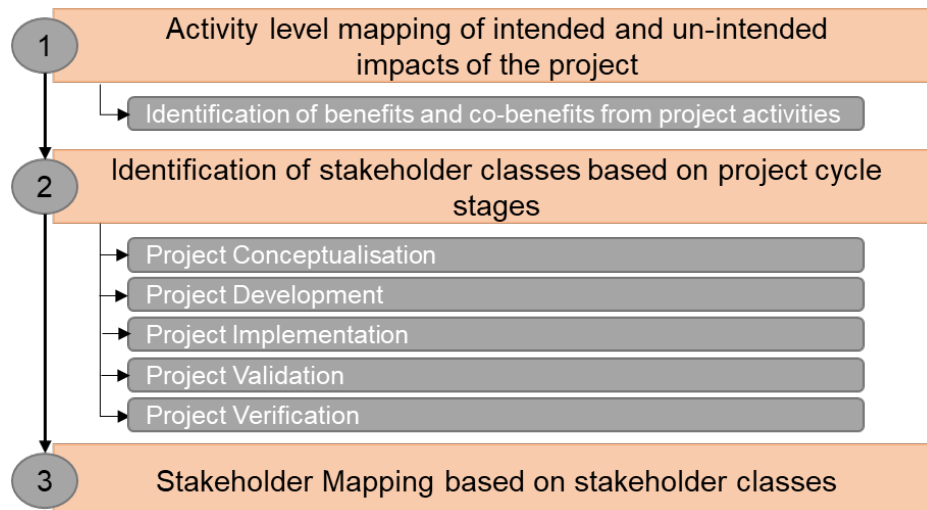 1
Activity level mapping of intended and un-intended
impacts of the project
Identification of benefits and co-benefits from project activities
2
Identification of stakeholder classes based on project cycle
stages
Project Conceptualisation
Project Development
Project Implementation
Project Validation
Project Verification
3
Stakeholder Mapping based on stakeholder classes